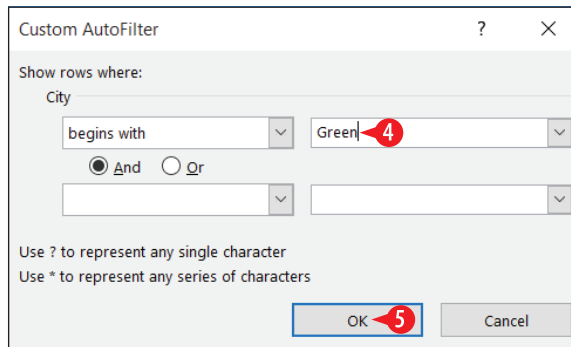 Custom AutoFilter ?
Show rows where:
City
begins with Green 4
And Or
Use ? to represent any single character
Use * to represent any series of characters
OK 5 Cancel